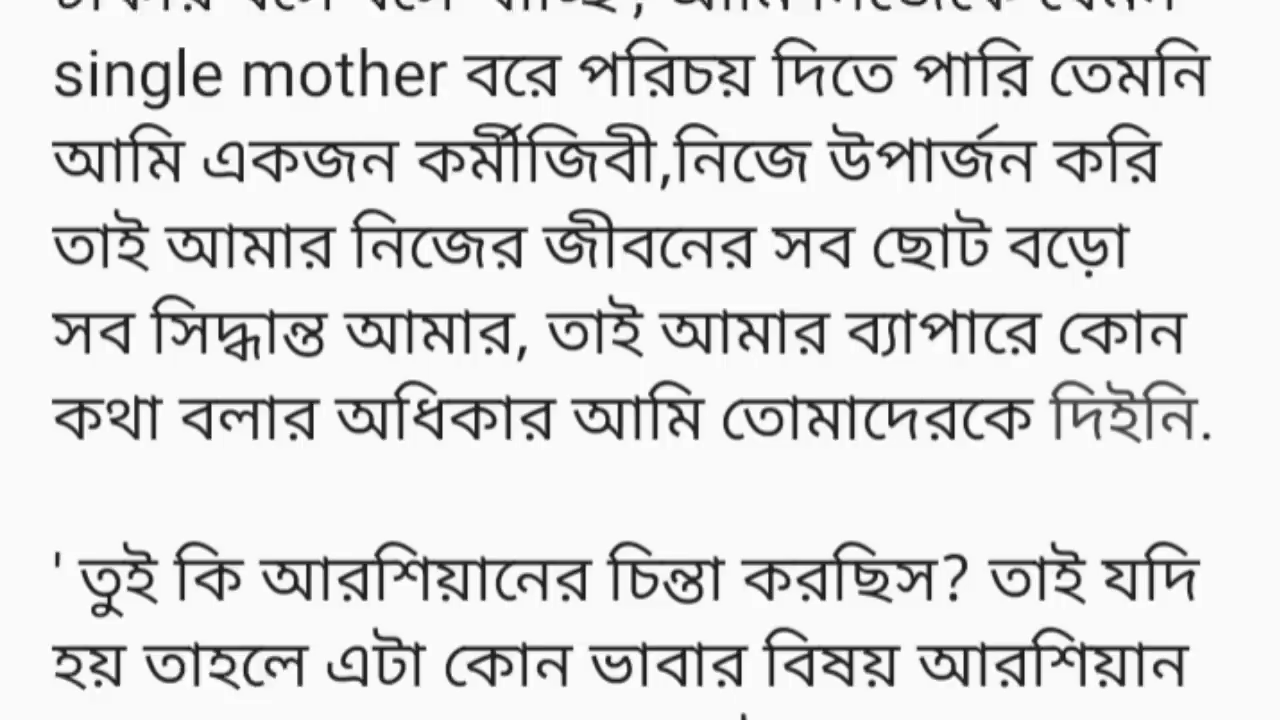 single mother বরে পরিচয় দিতে পারি তেমনি
আমি একজন কর্মীজিবী,নিজে উপার্জন করি
তাই আমার নিজের জীবনের সব ছোট বড়ো
সব সিদ্ধান্ত আমার, তাই আমার ব্যাপারে কোন
কথা বলার অধিকার আমি তোমাদেরকে দিইনি.
' তুই কি আরশিয়ানের চিন্তা করছিস? তাই যদি
হয় তাহলে এটা কোন ভাবার বিষয় আরশিয়ান